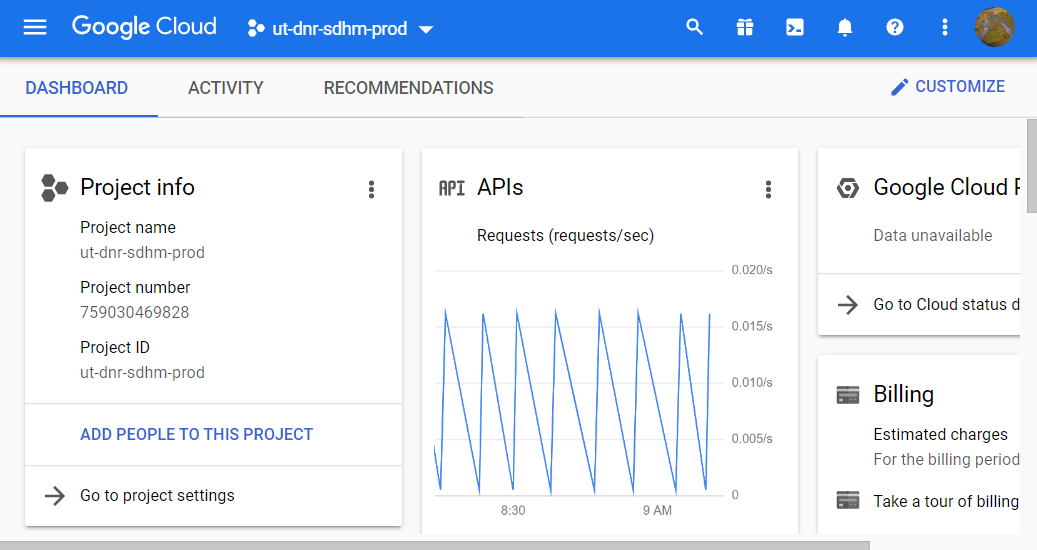 Google Cloud ut-dnr-sdhm-prod
DASHBOARD ACTIVITY RECOMMENDATIONS CUSTOMIZE
Project info
Project name
ut-dnr-sdhm-prod
Project number
759030469828
Project ID
ut-dnr-sdhm-prod
ADD PEOPLE TO THIS PROJECT
Go to project settings
API APIs
Requests (requests/sec)
0.020/s
0.015/s
0.010/s
0.005/s
0
8:30 9 AM
Google Cloud
Data unavailable
Go to Cloud status d
Billing
Estimated charges
For the billing period
Take a tour of billing